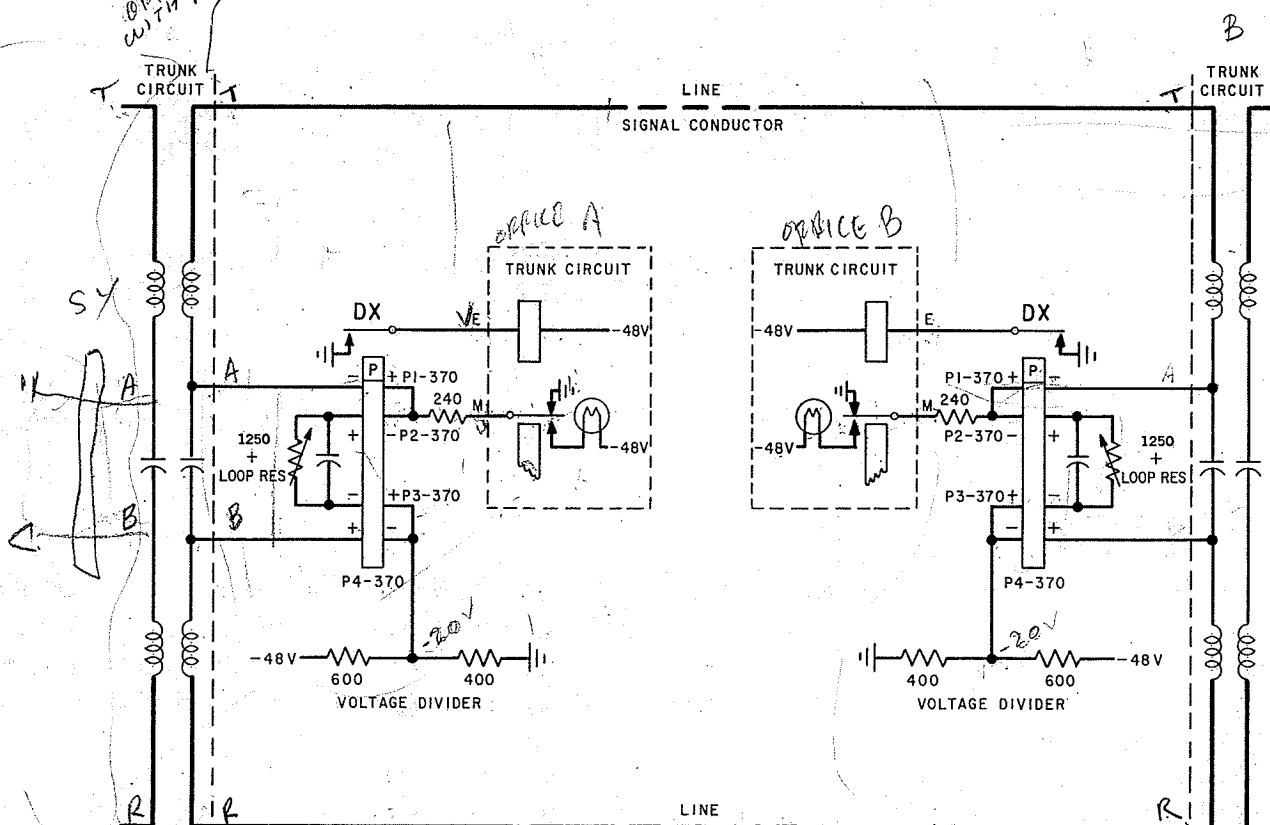 WITH
B
TRUNK CIRCUIT
TRUNK CIRCUIT
T
T
LINE
T
SIGNAL CONDUCTOR
OFFICE A
OFFICE B
TRUNK CIRCUIT
TRUNK CIRCUIT
SY
DX
E
-48V
-48V
E
DX
A
A
P
P1-370
P1-370
P
A
240
M
M
240
P2-370
-48V
-48V
P2-370
1250 + LOOP RES
1250 + LOOP RES
P3-370
P3-370
B
B
P4-370
P4-370
-20V
-20V
-48V
-48V
600
400
400
600
VOLTAGE DIVIDER
VOLTAGE DIVIDER
R
R
LINE
R